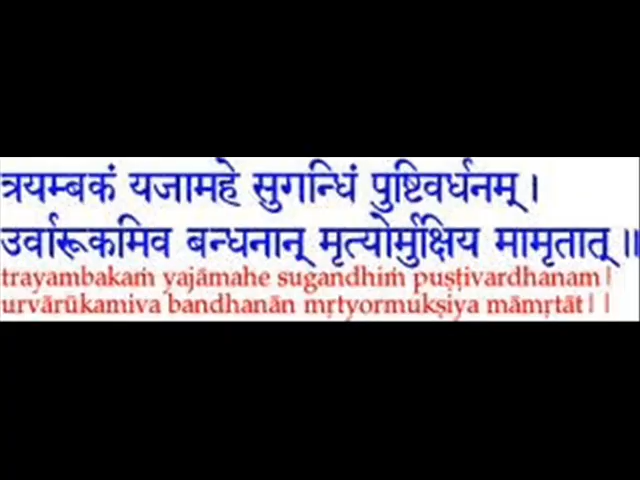 त्रयम्बकं यजामहे सुगन्धिं पुष्टिवर्धनम् ।
उर्वारूकमिव बन्धनान् मृत्योर्मुक्षिय मामृतात् ॥
trayambakaṁ yajāmahe sugandhiṁ puṣṭivardhanam|
urvārūkamiva bandhanān mṛtyormukṣiya māmṛtāt||